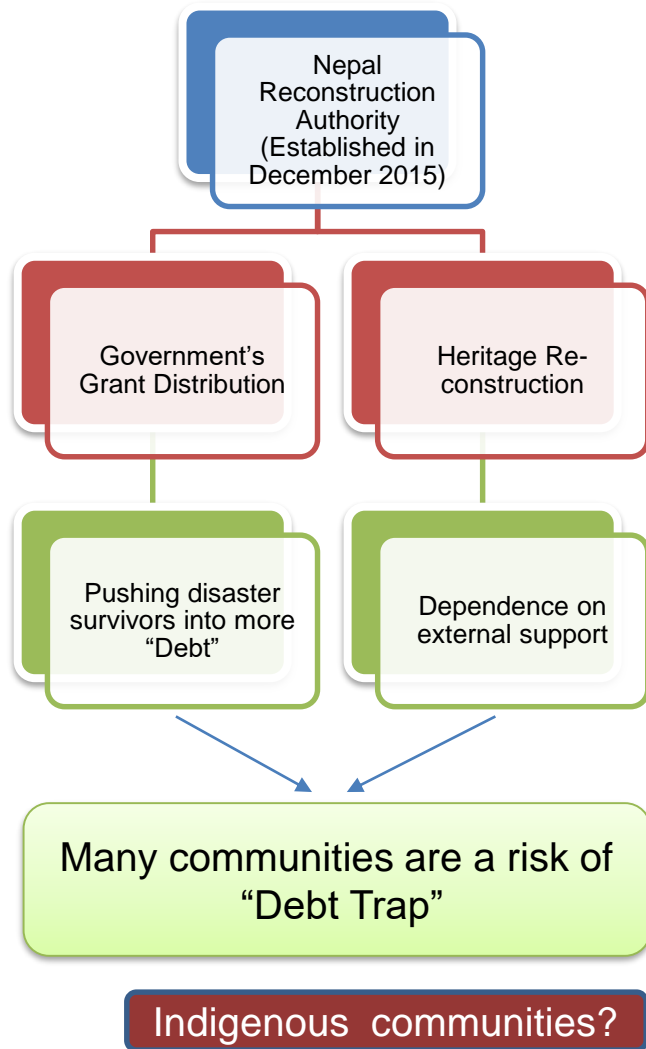 Nepal
Reconstruction
Authority
(Established in
December 2015)
Government’s
Grant Distribution
Heritage Re-
construction
Pushing disaster
survivors into more
“Debt”
Dependence on
external support
Many communities are a risk of
“Debt Trap”
Indigenous communities?